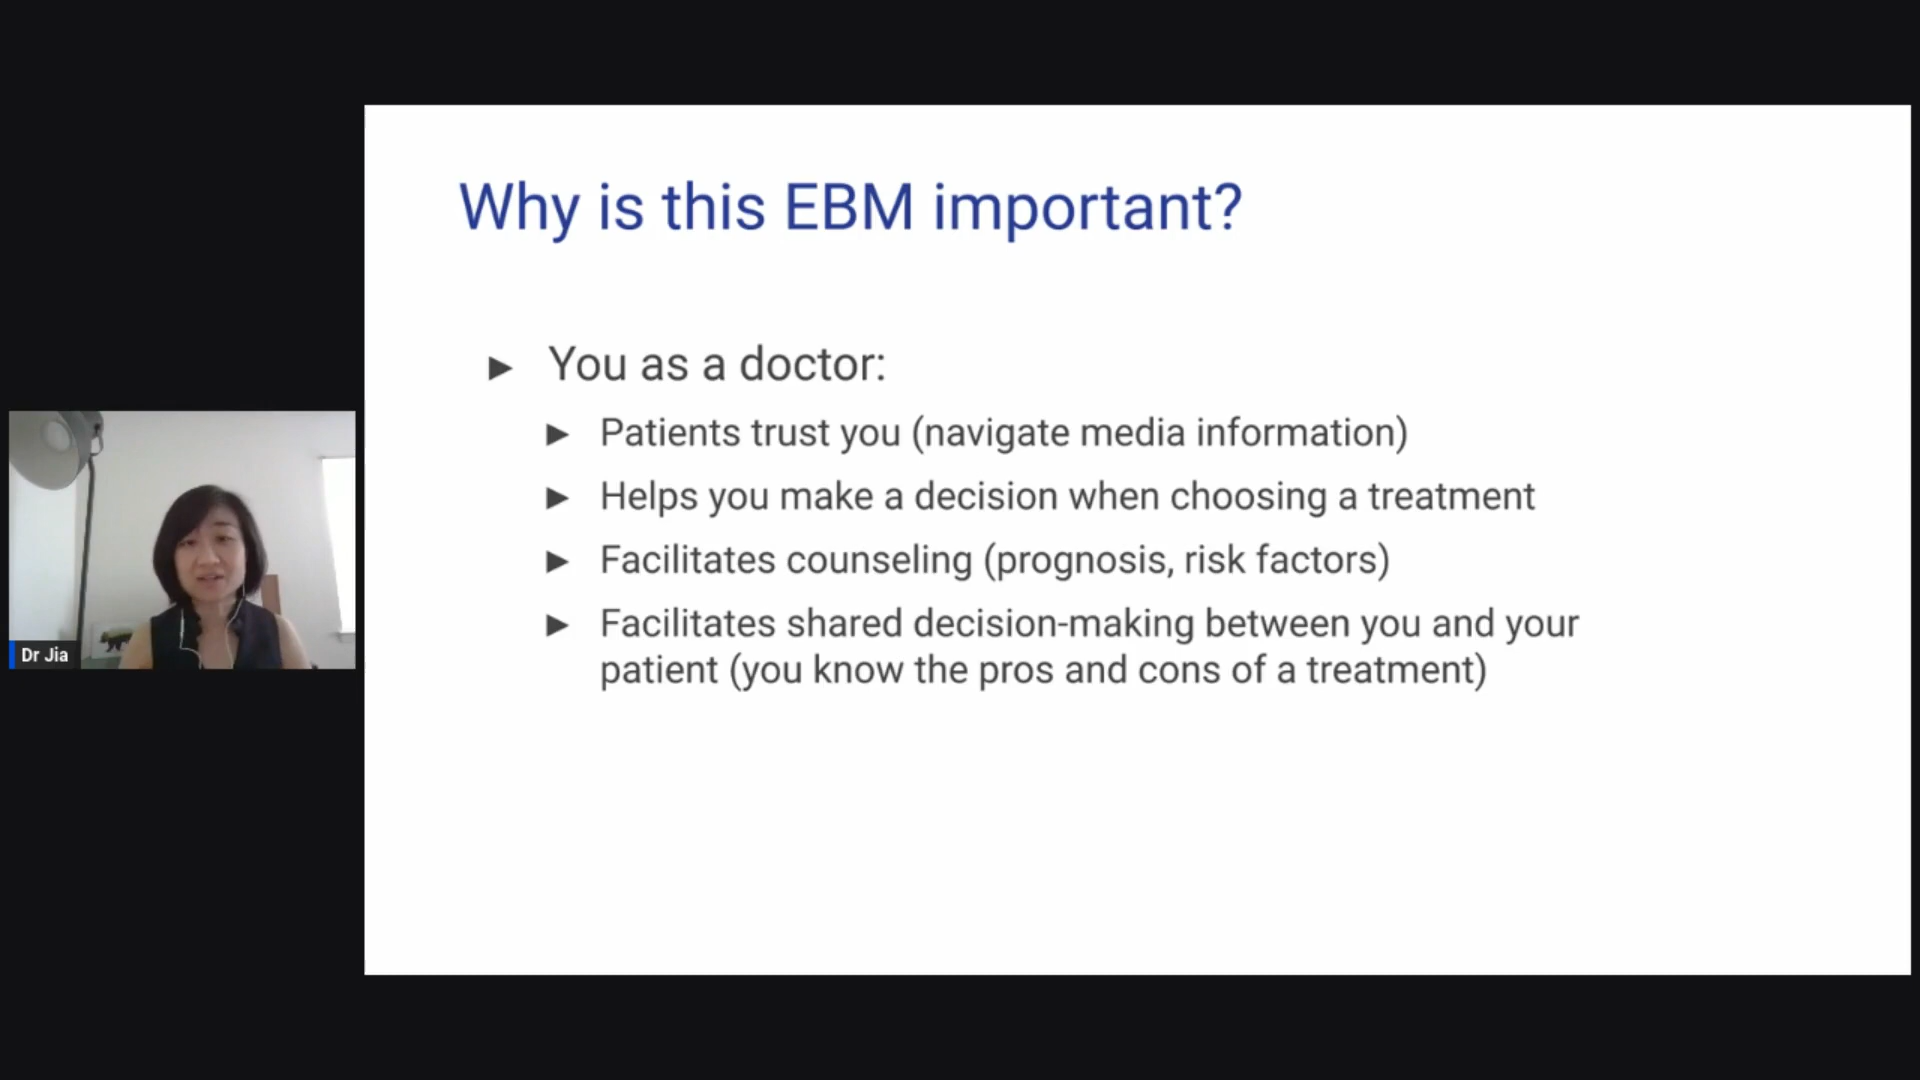 Why is this EBM important?
► You as a doctor:
► Patients trust you (navigate media information)
► Helps you make a decision when choosing a treatment
► Facilitates counseling (prognosis, risk factors)
► Facilitates shared decision-making between you and your
patient (you know the pros and cons of a treatment)
Dr Jia